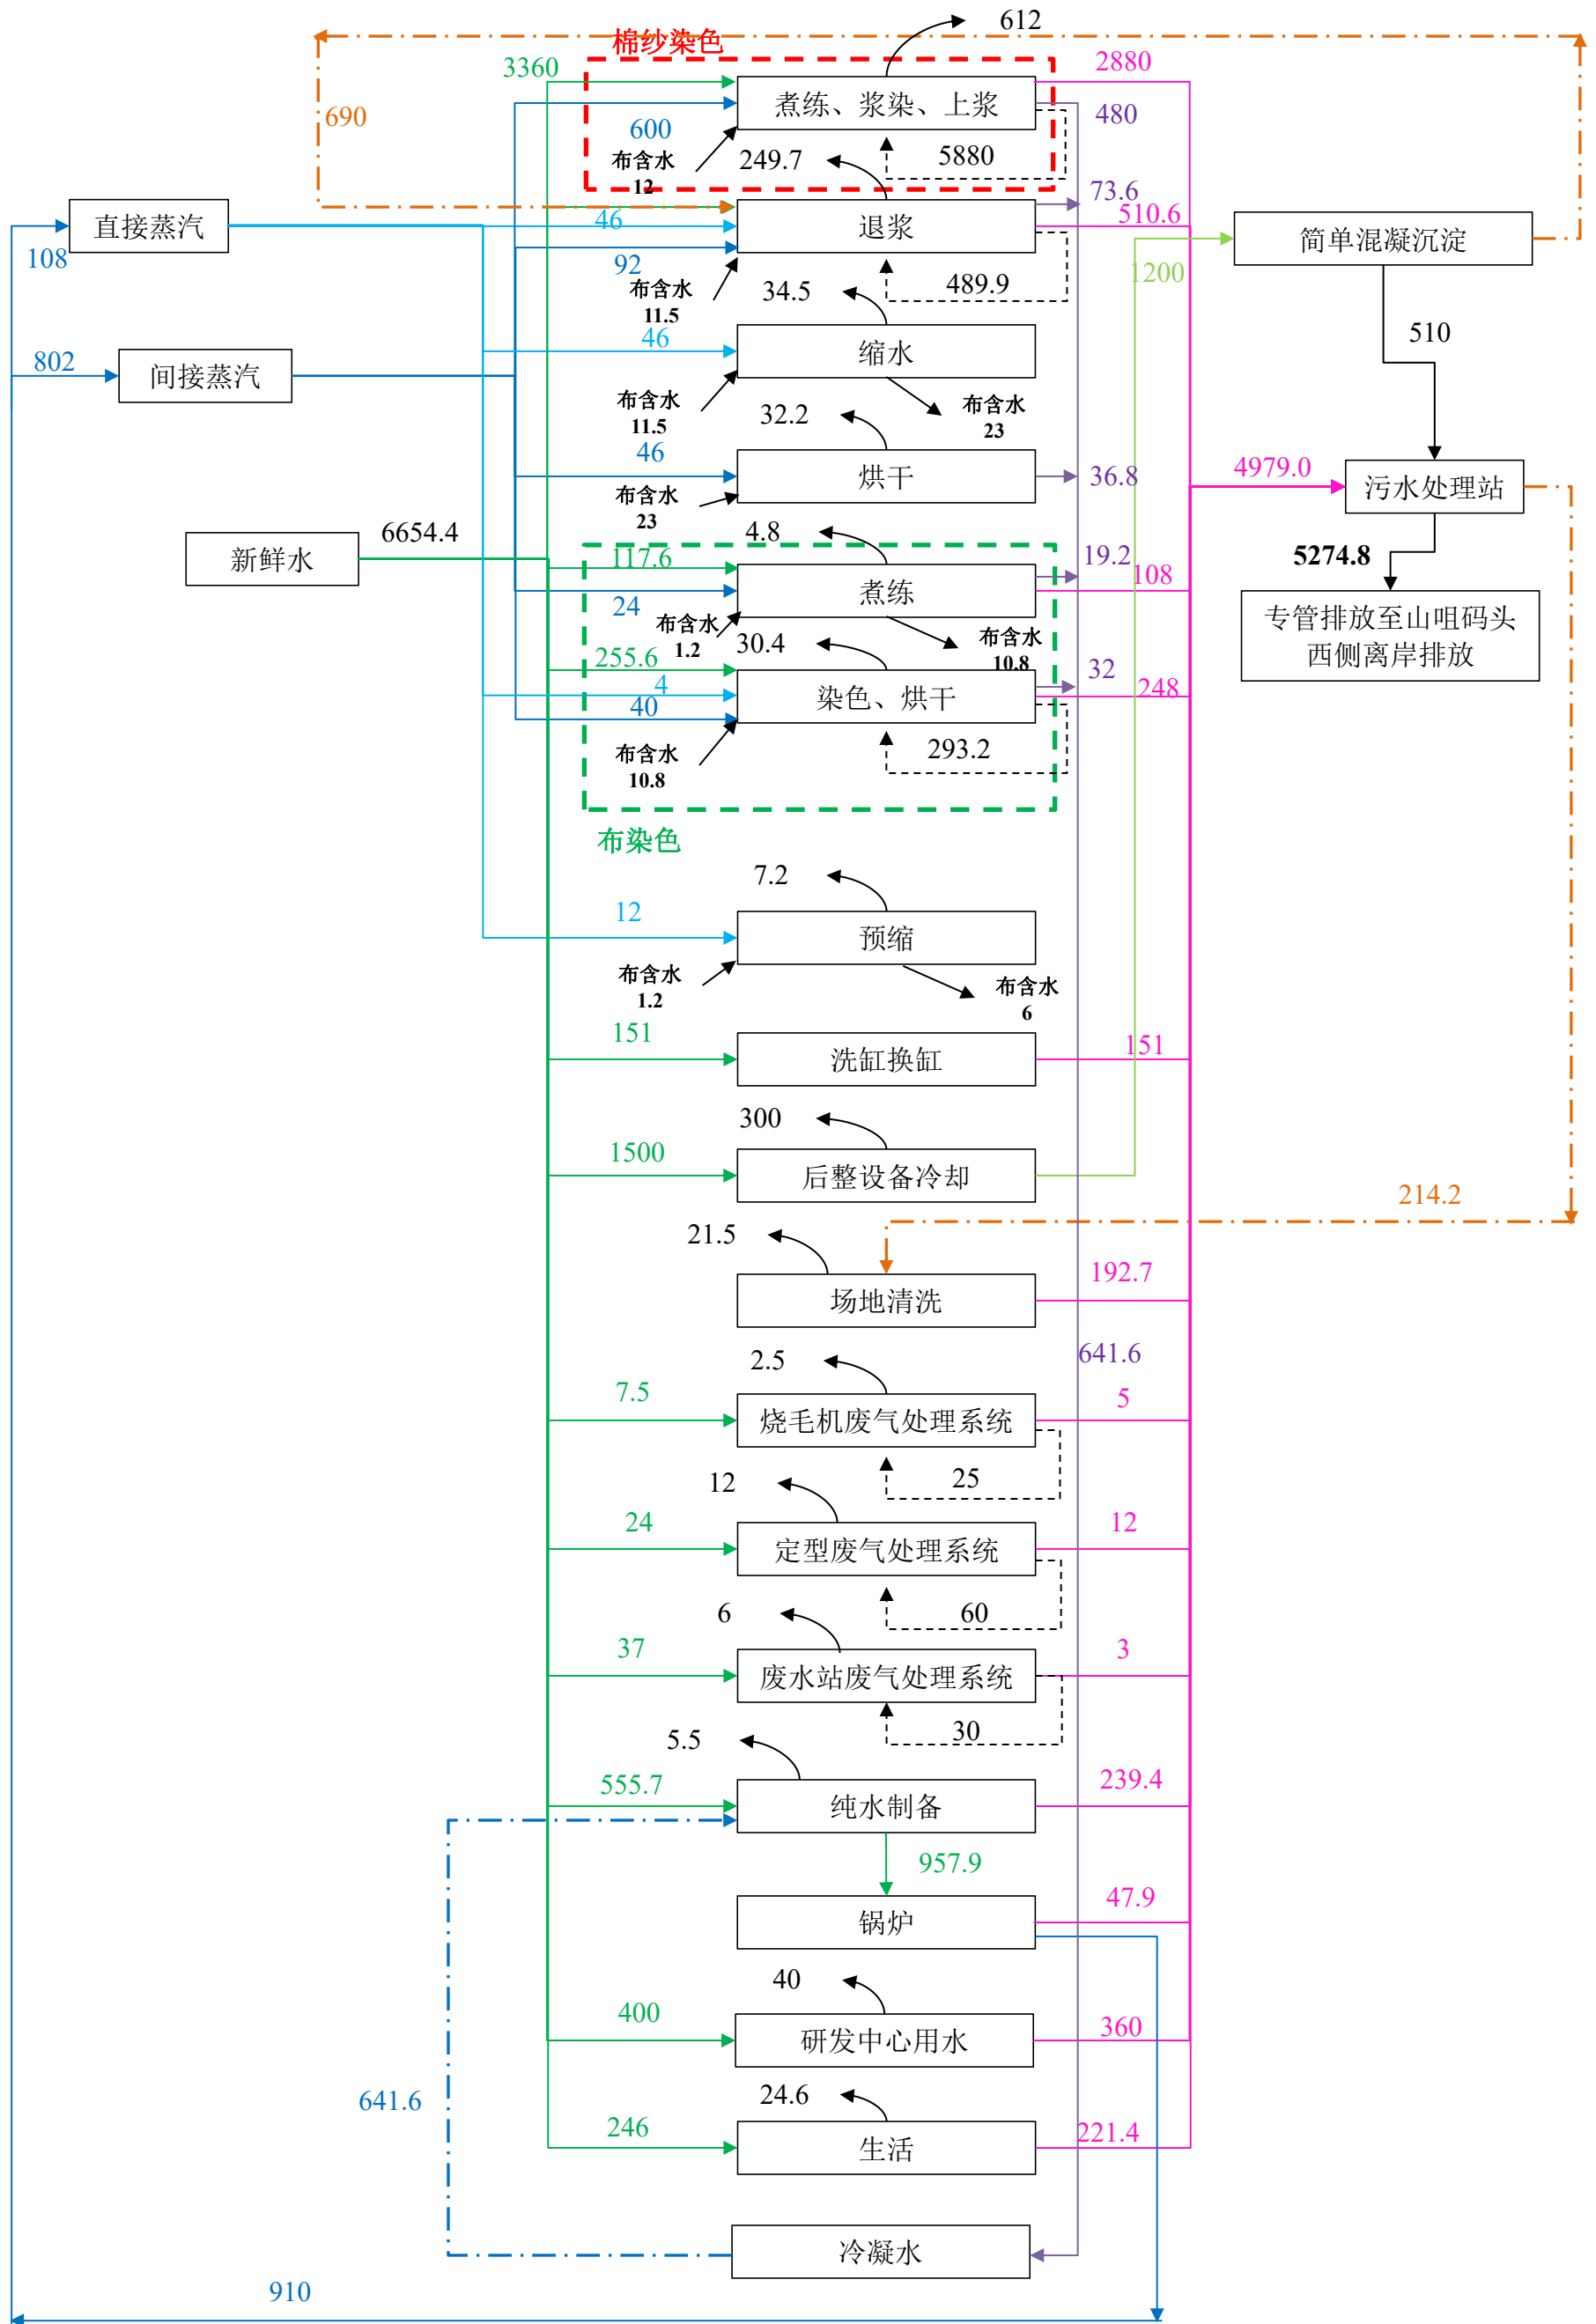 612
棉纱染色
3360
2880
690
煮练、浆染、上浆
600
480
布含水
12
5880
249.7
73.6
直接蒸汽
46
退浆
510.6
简单混凝沉淀
108
92
1200
布含水
11.5
489.9
34.5
46
缩水
510
802
间接蒸汽
布含水
11.5
布含水
23
32.2
46
烘干
36.8
4979.0
污水处理站
布含水
23
6654.4
4.8
新鲜水
117.6
19.2
5274.8
煮练
108
24
专管排放至山咀码头
西侧离岸排放
布含水
1.2
30.4
布含水
10.8
255.6
32
4
染色、烘干
248
40
布含水
10.8
293.2
布染色
7.2
12
预缩
布含水
1.2
布含水
6
151
洗缸换缸
151
300
1500
后整设备冷却
214.2
21.5
192.7
场地清洗
2.5
641.6
7.5
烧毛机废气处理系统
5
25
12
24
定型废气处理系统
12
60
6
37
废水站废气处理系统
3
30
5.5
555.7
纯水制备
239.4
957.9
锅炉
47.9
40
400
研发中心用水
360
24.6
641.6
246
生活
221.4
冷凝水
910